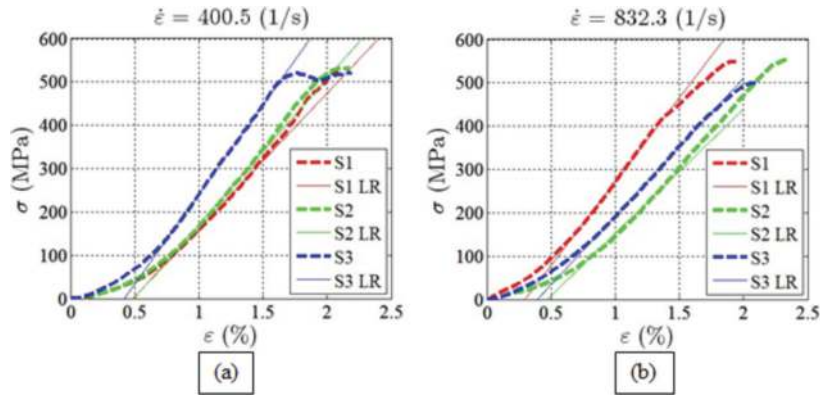 ε̇ = 400.5 (1/s)
600
500
400
300
200
100
0
σ (MPa)
S1
S1 LR
S2
S2 LR
S3
S3 LR
0 0.5 1 1.5 2 2.5
ε (%)
(a)
ε̇ = 832.3 (1/s)
600
500
400
300
200
100
0
σ (MPa)
S1
S1 LR
S2
S2 LR
S3
S3 LR
0 0.5 1 1.5 2 2.5
ε (%)
(b)